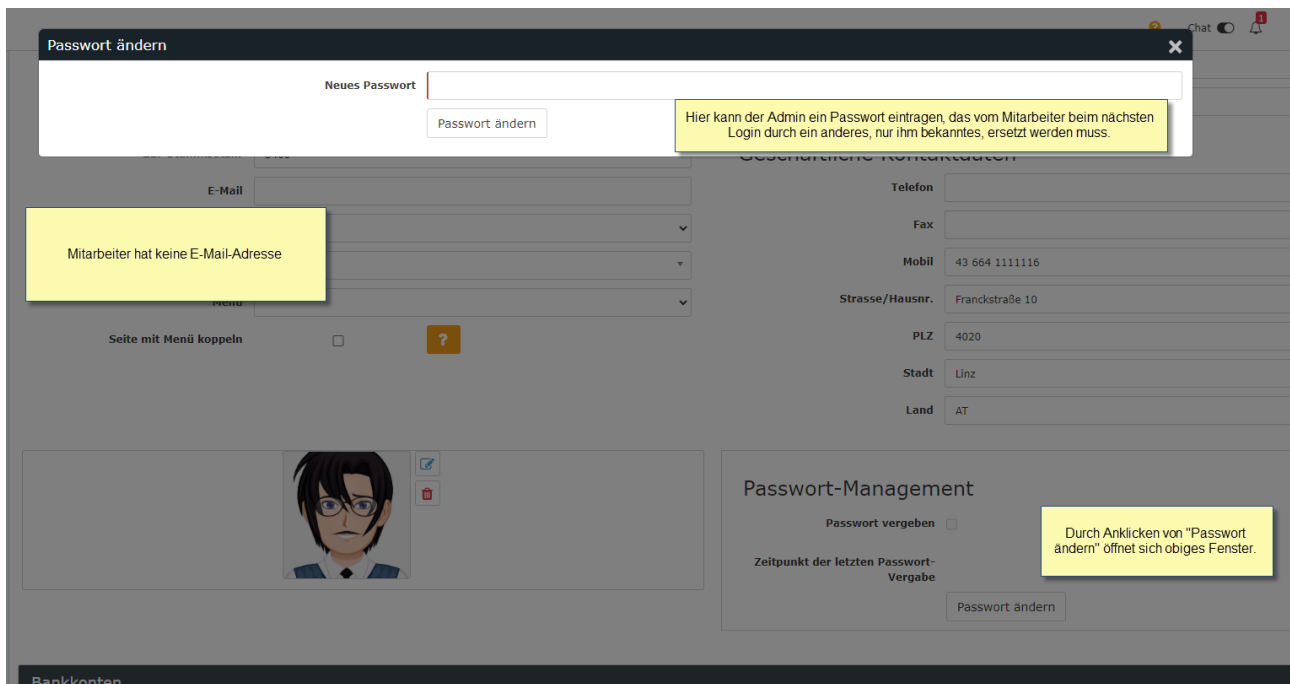 ?
Chat
1
Passwort ändern
Neues Passwort
Passwort ändern
Hier kann der Admin ein Passwort eintragen, das vom Mitarbeiter beim nächsten
Login durch ein anderes, nur ihm bekanntes, ersetzt werden muss.
Geschäftliche Kontaktdaten
E-Mail
Mitarbeiter hat keine E-Mail-Adresse
Menü
Seite mit Menü koppeln
?
Telefon
Fax
Mobil
43 664 1111116
Strasse/Hausnr.
Franckstraße 10
PLZ
4020
Stadt
Linz
Land
AT
Passwort-Management
Passwort vergeben
Zeitpunkt der letzten Passwort-
Vergabe
Passwort ändern
Durch Anklicken von "Passwort
ändern" öffnet sich obiges Fenster.
Bankkonten